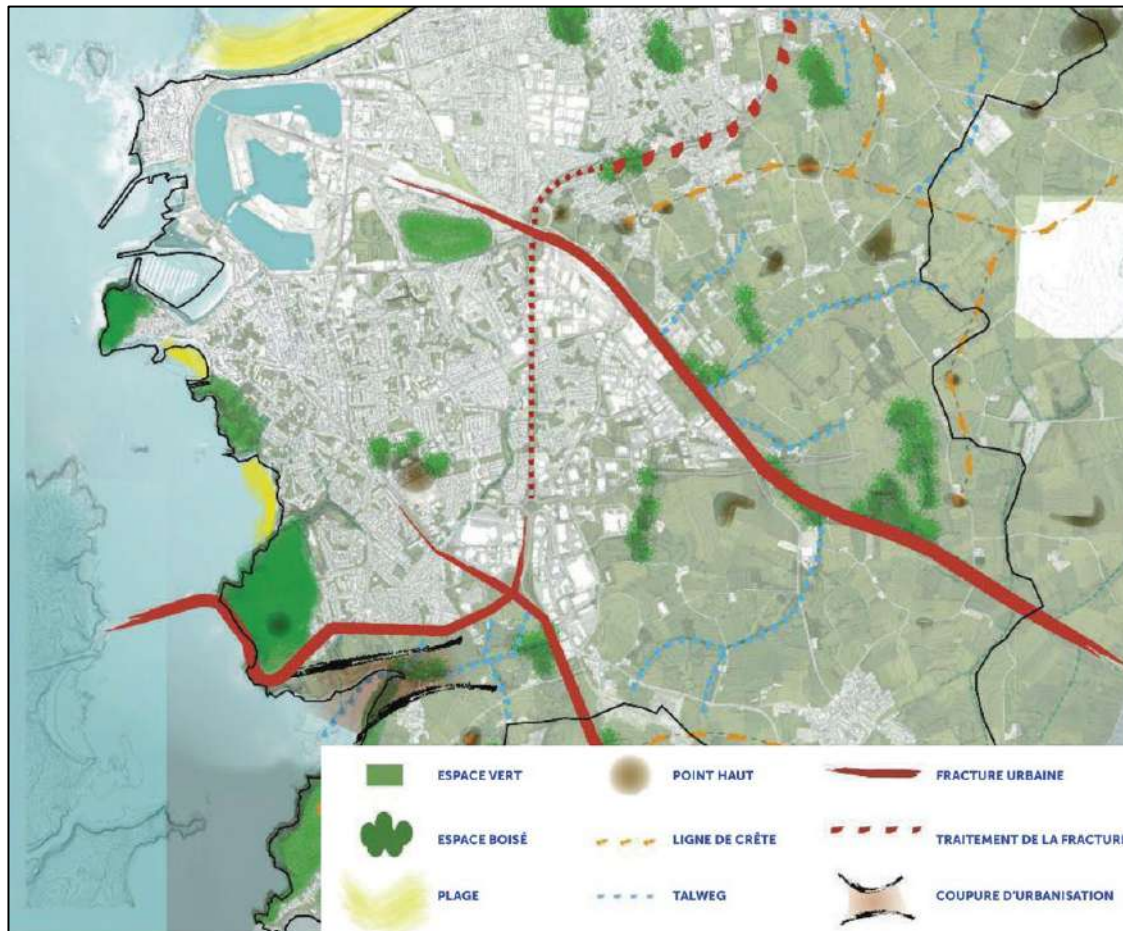 ESPACE VERT
POINT HAUT
FRACTURE URBAINE
ESPACE BOISÉ
LIGNE DE CRÊTE
TRAITEMENT DE LA FRACTURE
PLAGE
TALWEG
COUPURE D'URBANISATION